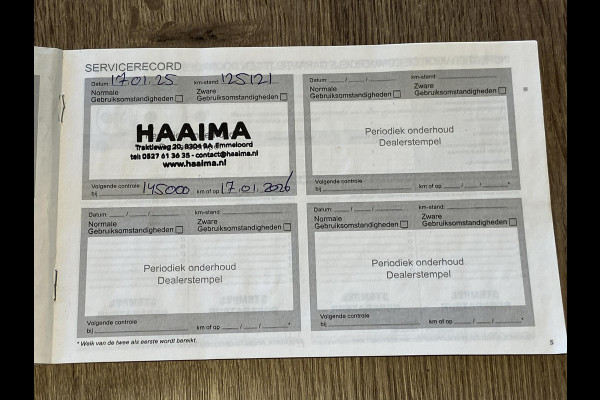 SERVICERECORD
Datum: 17.01.25 km-stand: 125121
Normale Gebruiksomstandigheden Zware Gebruiksomstandigheden
HAAIMA
Traktieweg 20, 8304 BA Emmeloord
tel: 0527 61 36 35 - contact@haaima.nl
www.haaima.nl
Volgende controle bij 145000 km of op 17.01.2026
Datum: / / km-stand:
Normale Gebruiksomstandigheden Zware Gebruiksomstandigheden
Periodiek onderhoud
Dealerstempel
Volgende controle bij km of op / / *
Datum: / / km-stand:
Normale Gebruiksomstandigheden Zware Gebruiksomstandigheden
Periodiek onderhoud
Dealerstempel
Volgende controle bij km of op / / *
Datum: / / km-stand:
Normale Gebruiksomstandigheden Zware Gebruiksomstandigheden
Periodiek onderhoud
Dealerstempel
Volgende controle bij km of op / / *
* Welk van de twee als eerste wordt bereikt.
5